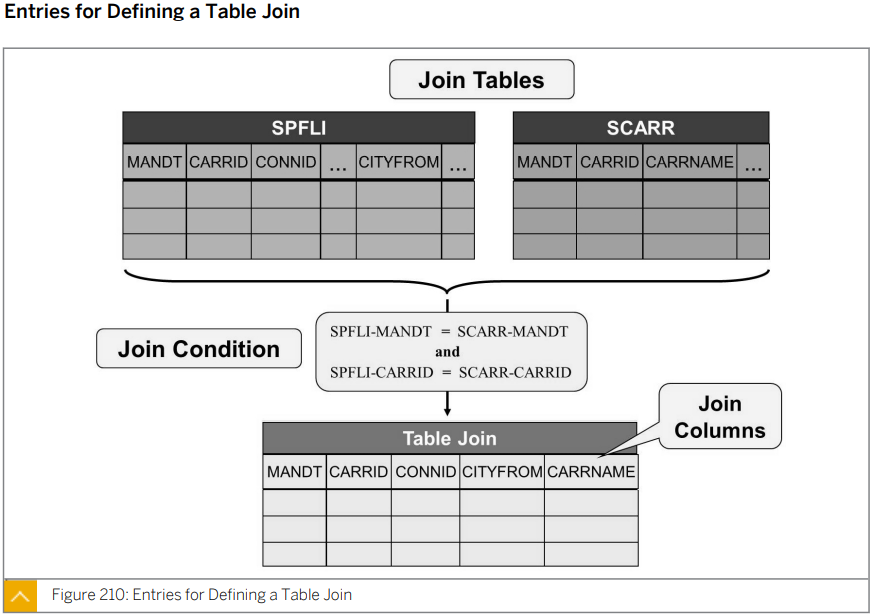 Entries for Defining a Table Join
Join Tables
SPFLI
MANDT CARRID CONNID ... CITYFROM ...
SCARR
MANDT CARRID CARRNAME ...
Join Condition
SPFLI-MANDT = SCARR-MANDT
and
SPFLI-CARRID = SCARR-CARRID
Join
Columns
Table Join
MANDT CARRID CONNID CITYFROM CARRNAME
Figure 210: Entries for Defining a Table Join